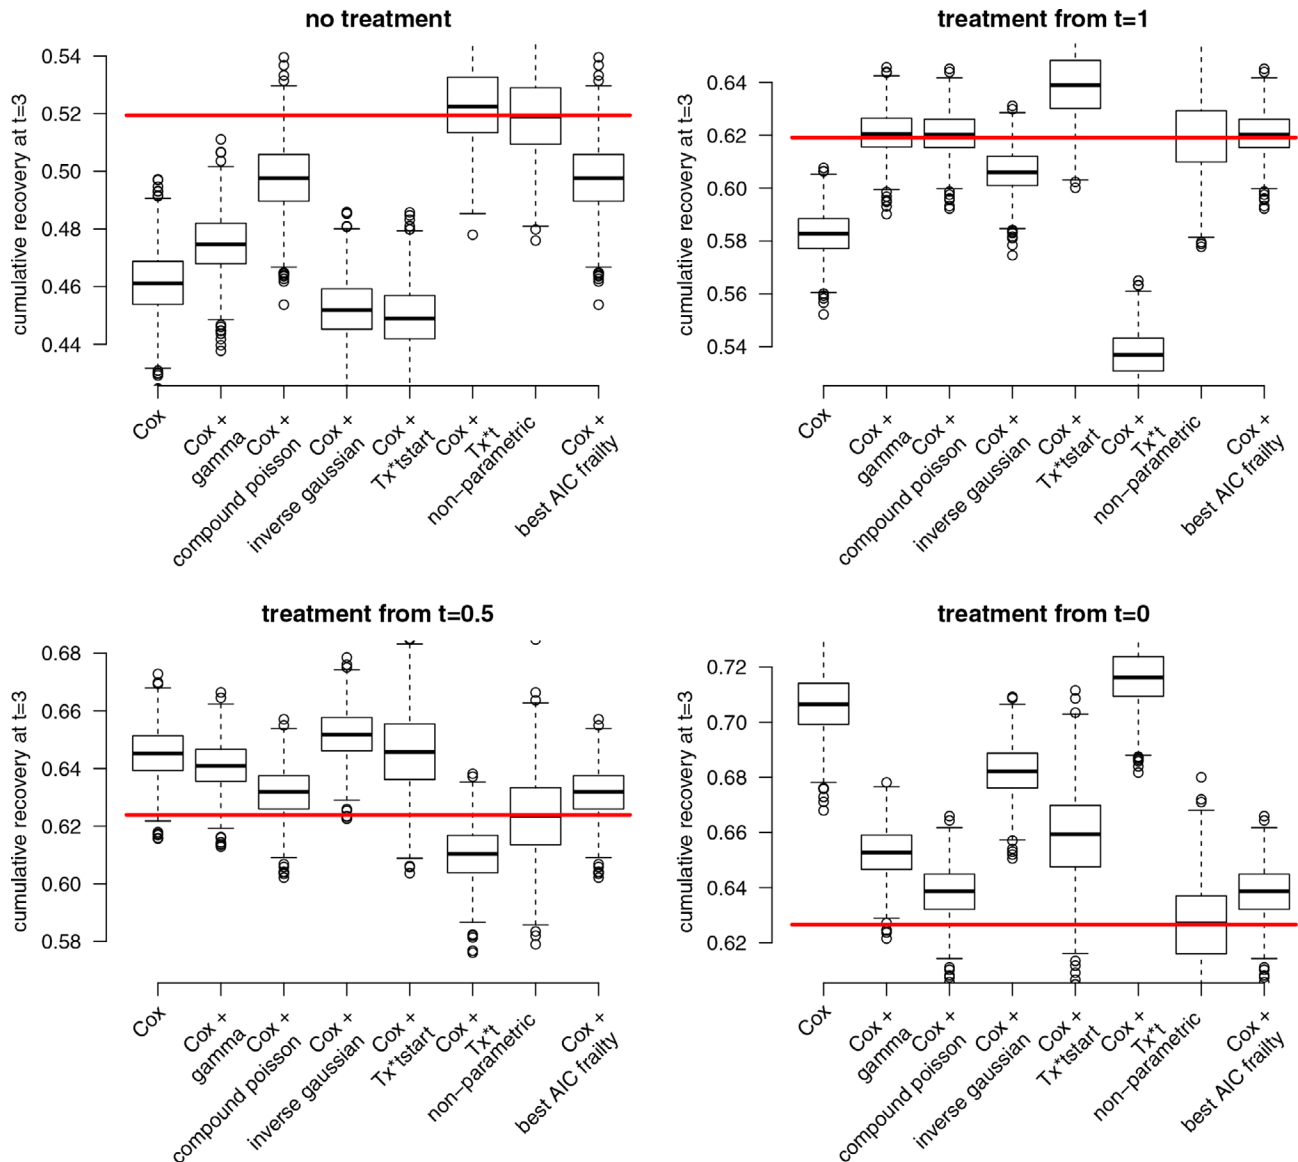 no treatment
cumulative recovery at t=3
0.54
0.52
0.50
0.48
0.46
0.44
Cox
Cox +
gamma
Cox +
compound poisson
Cox +
inverse gaussian
Cox +
Tx*tstart
Cox +
Tx*t
non−parametric
Cox +
best AIC frailty
treatment from t=1
cumulative recovery at t=3
0.64
0.62
0.60
0.58
0.56
0.54
Cox
Cox +
gamma
Cox +
compound poisson
Cox +
inverse gaussian
Cox +
Tx*tstart
Cox +
Tx*t
non−parametric
Cox +
best AIC frailty
treatment from t=0.5
cumulative recovery at t=3
0.68
0.66
0.64
0.62
0.60
0.58
Cox
Cox +
gamma
Cox +
compound poisson
Cox +
inverse gaussian
Cox +
Tx*tstart
Cox +
Tx*t
non−parametric
Cox +
best AIC frailty
treatment from t=0
cumulative recovery at t=3
0.72
0.70
0.68
0.66
0.64
0.62
Cox
Cox +
gamma
Cox +
compound poisson
Cox +
inverse gaussian
Cox +
Tx*tstart
Cox +
Tx*t
non−parametric
Cox +
best AIC frailty